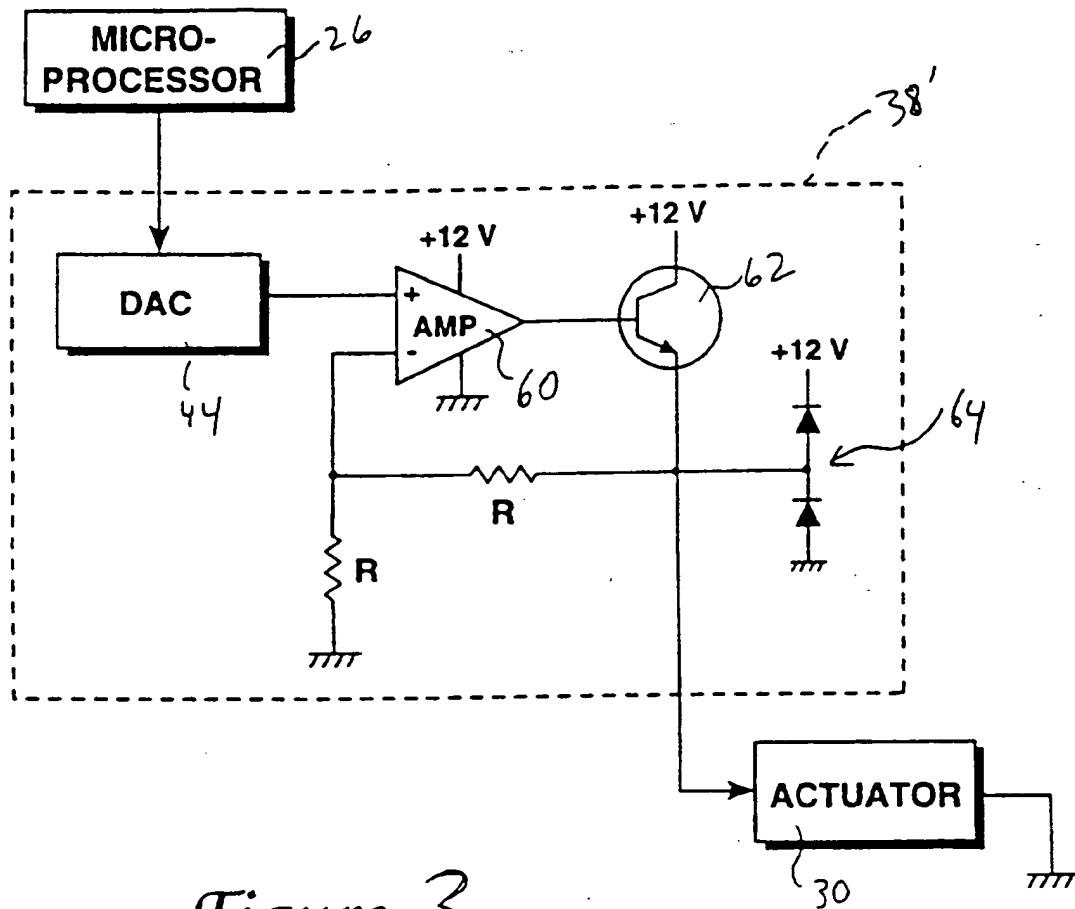 MICRO-
PROCESSOR
26
38'
+12 V
+12 V
62
DAC
+
AMP
-
60
44
+12 V
64
R
R
ACTUATOR
30
Figure 3